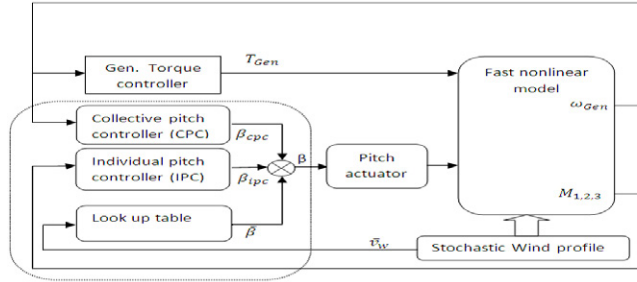 Gen. Torque
controller
T_Gen
Fast nonlinear
model
ω_Gen
Collective pitch
controller (CPC)
β_cpc
Individual pitch
controller (IPC)
β_ipc
β
Pitch
actuator
M_1,2,3
Look up table
β̄
v̄_w
Stochastic Wind profile